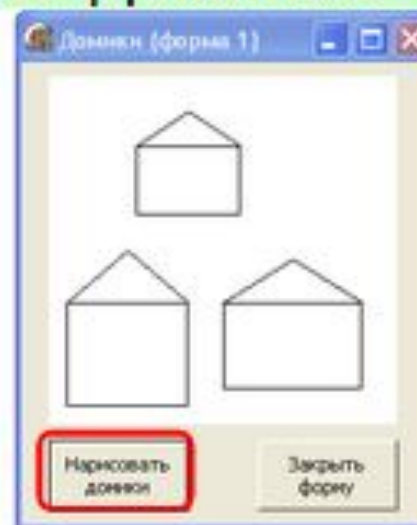 Домики (форма 1)
Нарисовать
домики
Закрыть
форму